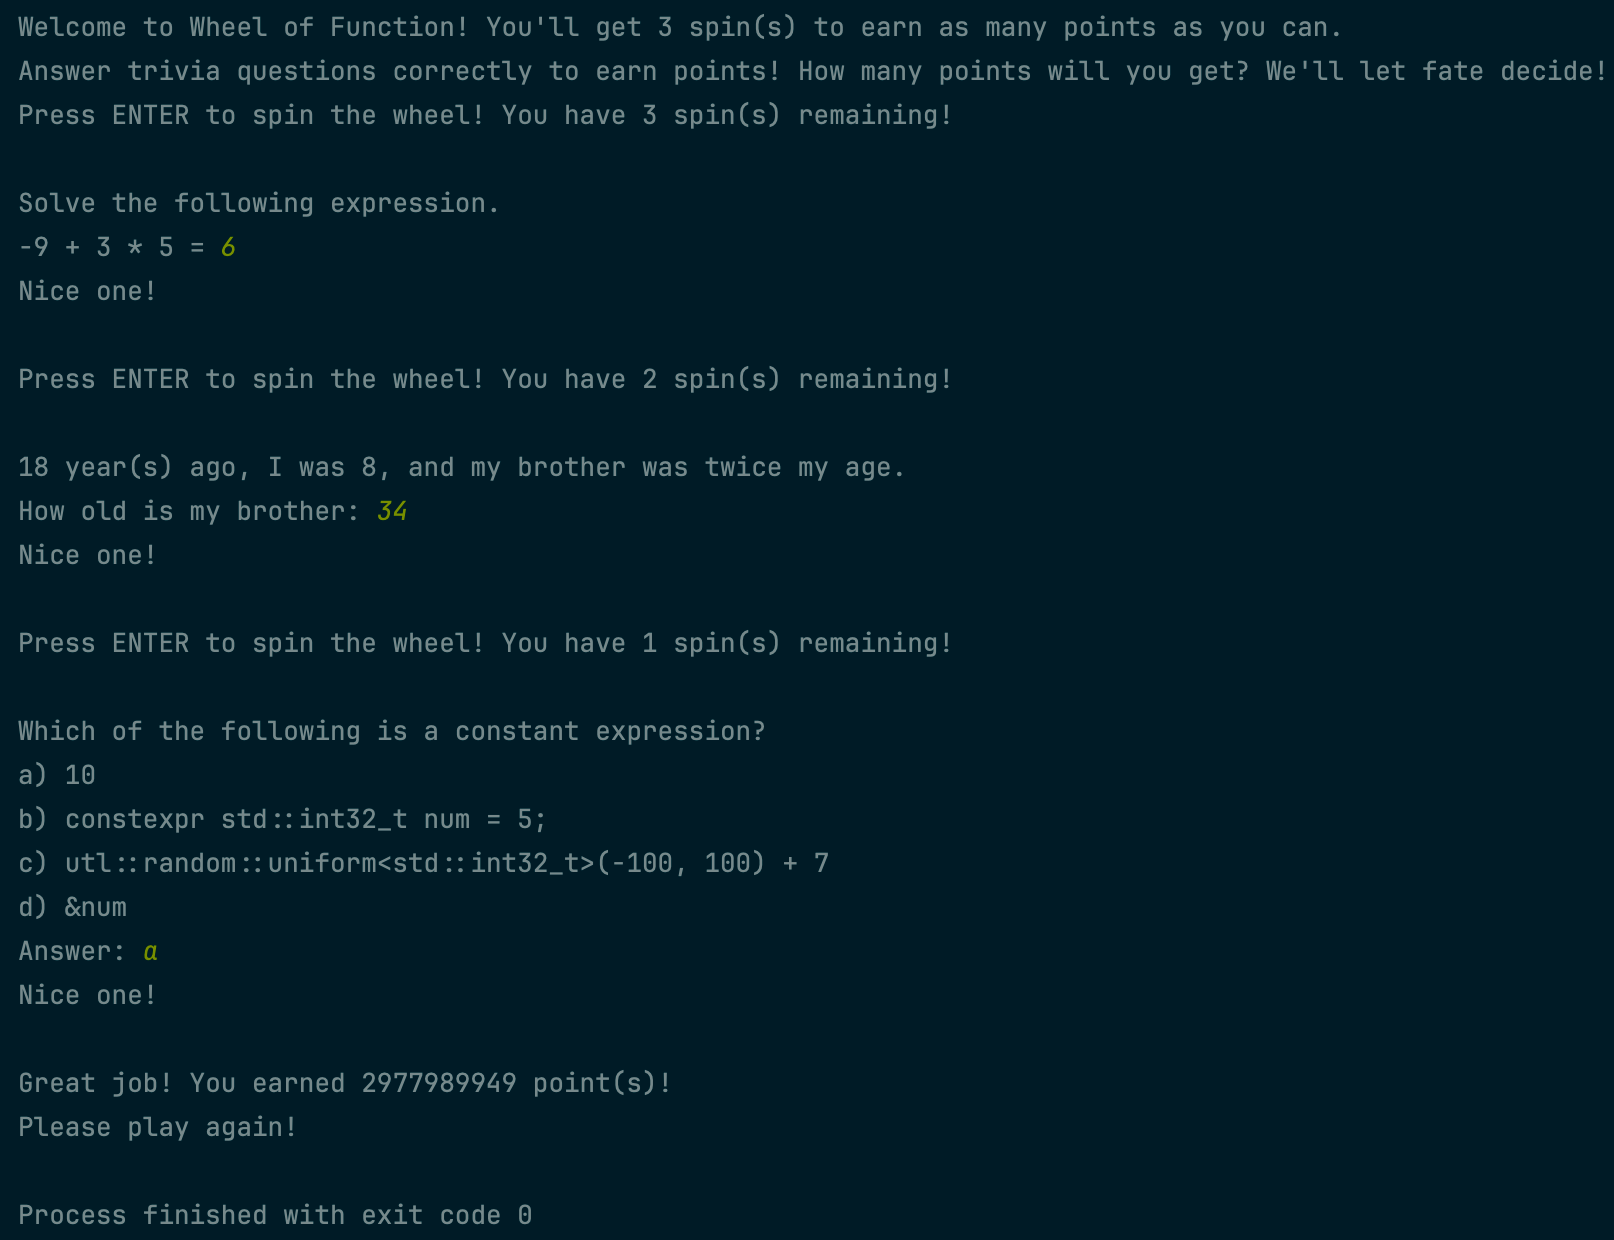 Welcome to Wheel of Function! You'll get 3 spin(s) to earn as many points as you can.
Answer trivia questions correctly to earn points! How many points will you get? We'll let fate decide!
Press ENTER to spin the wheel! You have 3 spin(s) remaining!
Solve the following expression.
-9 + 3 * 5 = 6
Nice one!
Press ENTER to spin the wheel! You have 2 spin(s) remaining!
18 year(s) ago, I was 8, and my brother was twice my age.
How old is my brother: 34
Nice one!
Press ENTER to spin the wheel! You have 1 spin(s) remaining!
Which of the following is a constant expression?
a) 10
b) constexpr std::int32_t num = 5;
c) utl::random::uniform<std::int32_t>(-100, 100) + 7
d) &num
Answer: a
Nice one!
Great job! You earned 2977989949 point(s)!
Please play again!
Process finished with exit code 0